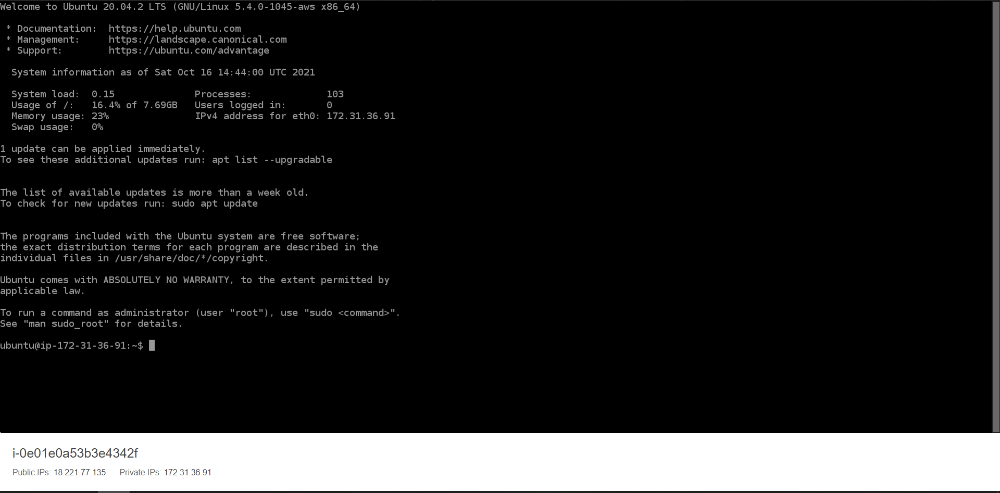 Welcome to Ubuntu 20.04.2 LTS (GNU/Linux 5.4.0-1045-aws x86_64)
* Documentation: https://help.ubuntu.com
* Management: https://landscape.canonical.com
* Support: https://ubuntu.com/advantage
System information as of Sat Oct 16 14:44:00 UTC 2021
System load: 0.15 Processes: 103
Usage of /: 16.4% of 7.69GB Users logged in: 0
Memory usage: 23% IPv4 address for eth0: 172.31.36.91
Swap usage: 0%
1 update can be applied immediately.
To see these additional updates run: apt list --upgradable
The list of available updates is more than a week old.
To check for new updates run: sudo apt update
The programs included with the Ubuntu system are free software;
the exact distribution terms for each program are described in the
individual files in /usr/share/doc/*/copyright.
Ubuntu comes with ABSOLUTELY NO WARRANTY, to the extent permitted by
applicable law.
To run a command as administrator (user "root"), use "sudo <command>".
See "man sudo_root" for details.
ubuntu@ip-172-31-36-91:~$
i-0e01e0a53b3e4342f
Public IPs: 18.221.77.135 Private IPs: 172.31.36.91